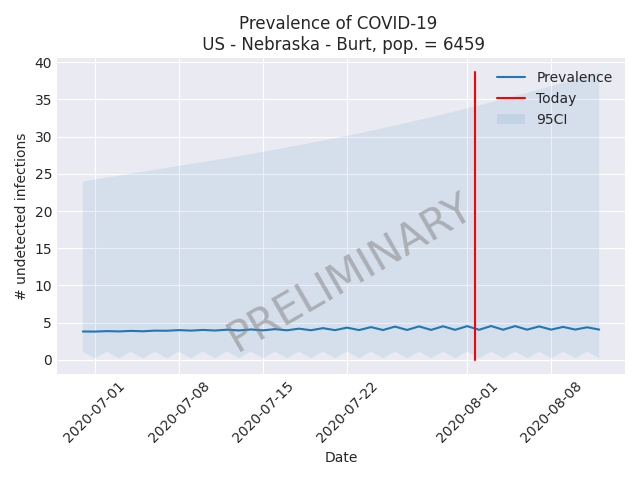 Prevalence of COVID-19
US - Nebraska - Burt, pop. = 6459
Prevalence
Today
95CI
40
35
30
25
20
15
10
5
0
# undetected infections
PRELIMINARY
2020-07-01
2020-07-08
2020-07-15
2020-07-22
2020-08-01
2020-08-08
Date